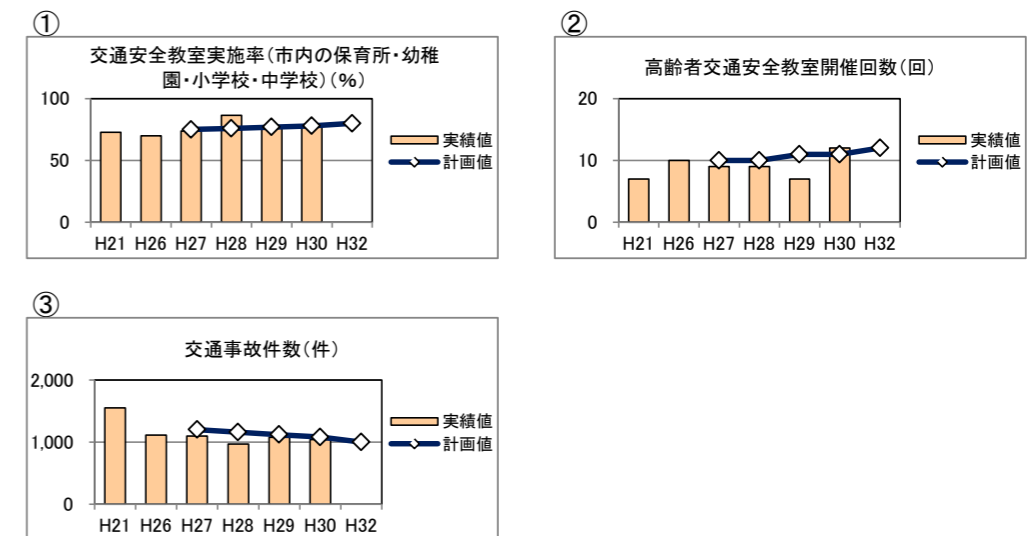 ①
交通安全教室実施率(市内の保育所・幼稚
園・小学校・中学校)(%)
100
50
0
H21 H26 H27 H28 H29 H30 H32
実績値
計画値
②
高齢者交通安全教室開催回数(回)
20
10
0
H21 H26 H27 H28 H29 H30 H32
実績値
計画値
③
交通事故件数(件)
2,000
1,000
0
H21 H26 H27 H28 H29 H30 H32
実績値
計画値